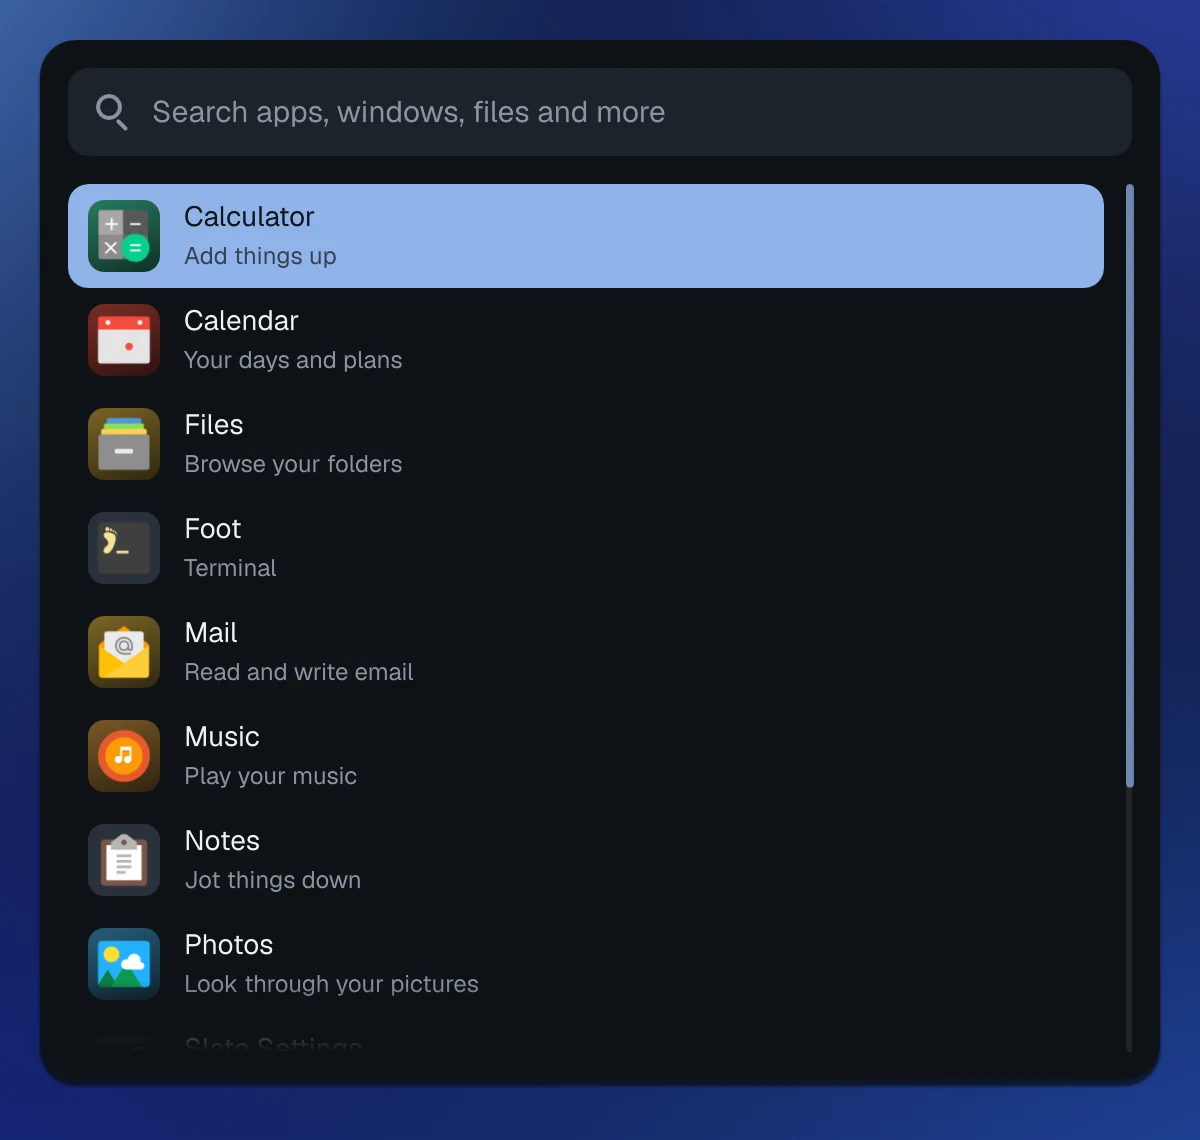 Search apps, windows, files and more
Calculator
Add things up
Calendar
Your days and plans
Files
Browse your folders
Foot
Terminal
Mail
Read and write email
Music
Play your music
Notes
Jot things down
Photos
Look through your pictures
Slate Settings